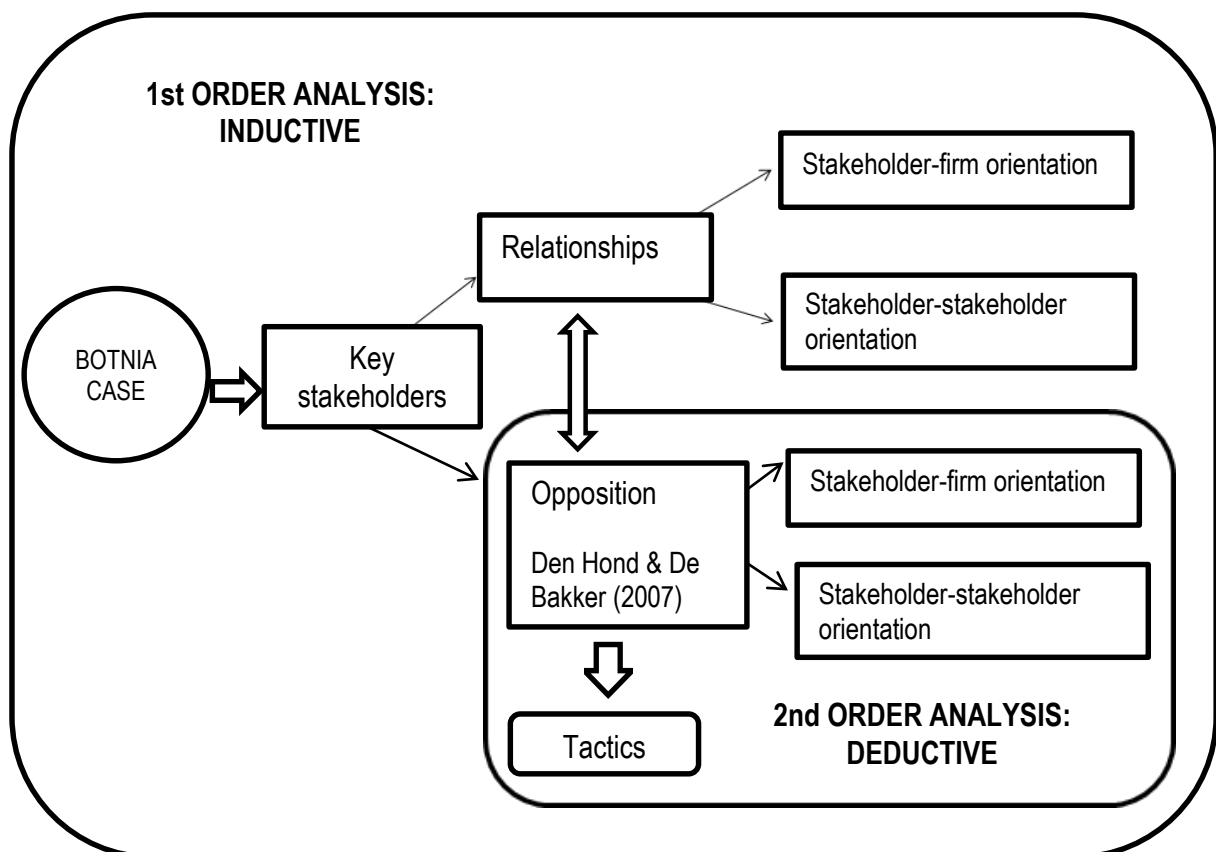 1st ORDER ANALYSIS:
INDUCTIVE
Stakeholder-firm orientation
Relationships
Stakeholder-stakeholder
orientation
BOTNIA
CASE
Key
stakeholders
Opposition
Den Hond & De
Bakker (2007)
Stakeholder-firm orientation
Stakeholder-stakeholder
orientation
Tactics
2nd ORDER ANALYSIS:
DEDUCTIVE